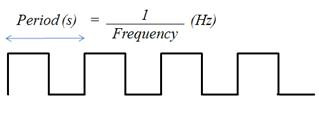 Period (s) = 1 / Frequency (Hz)